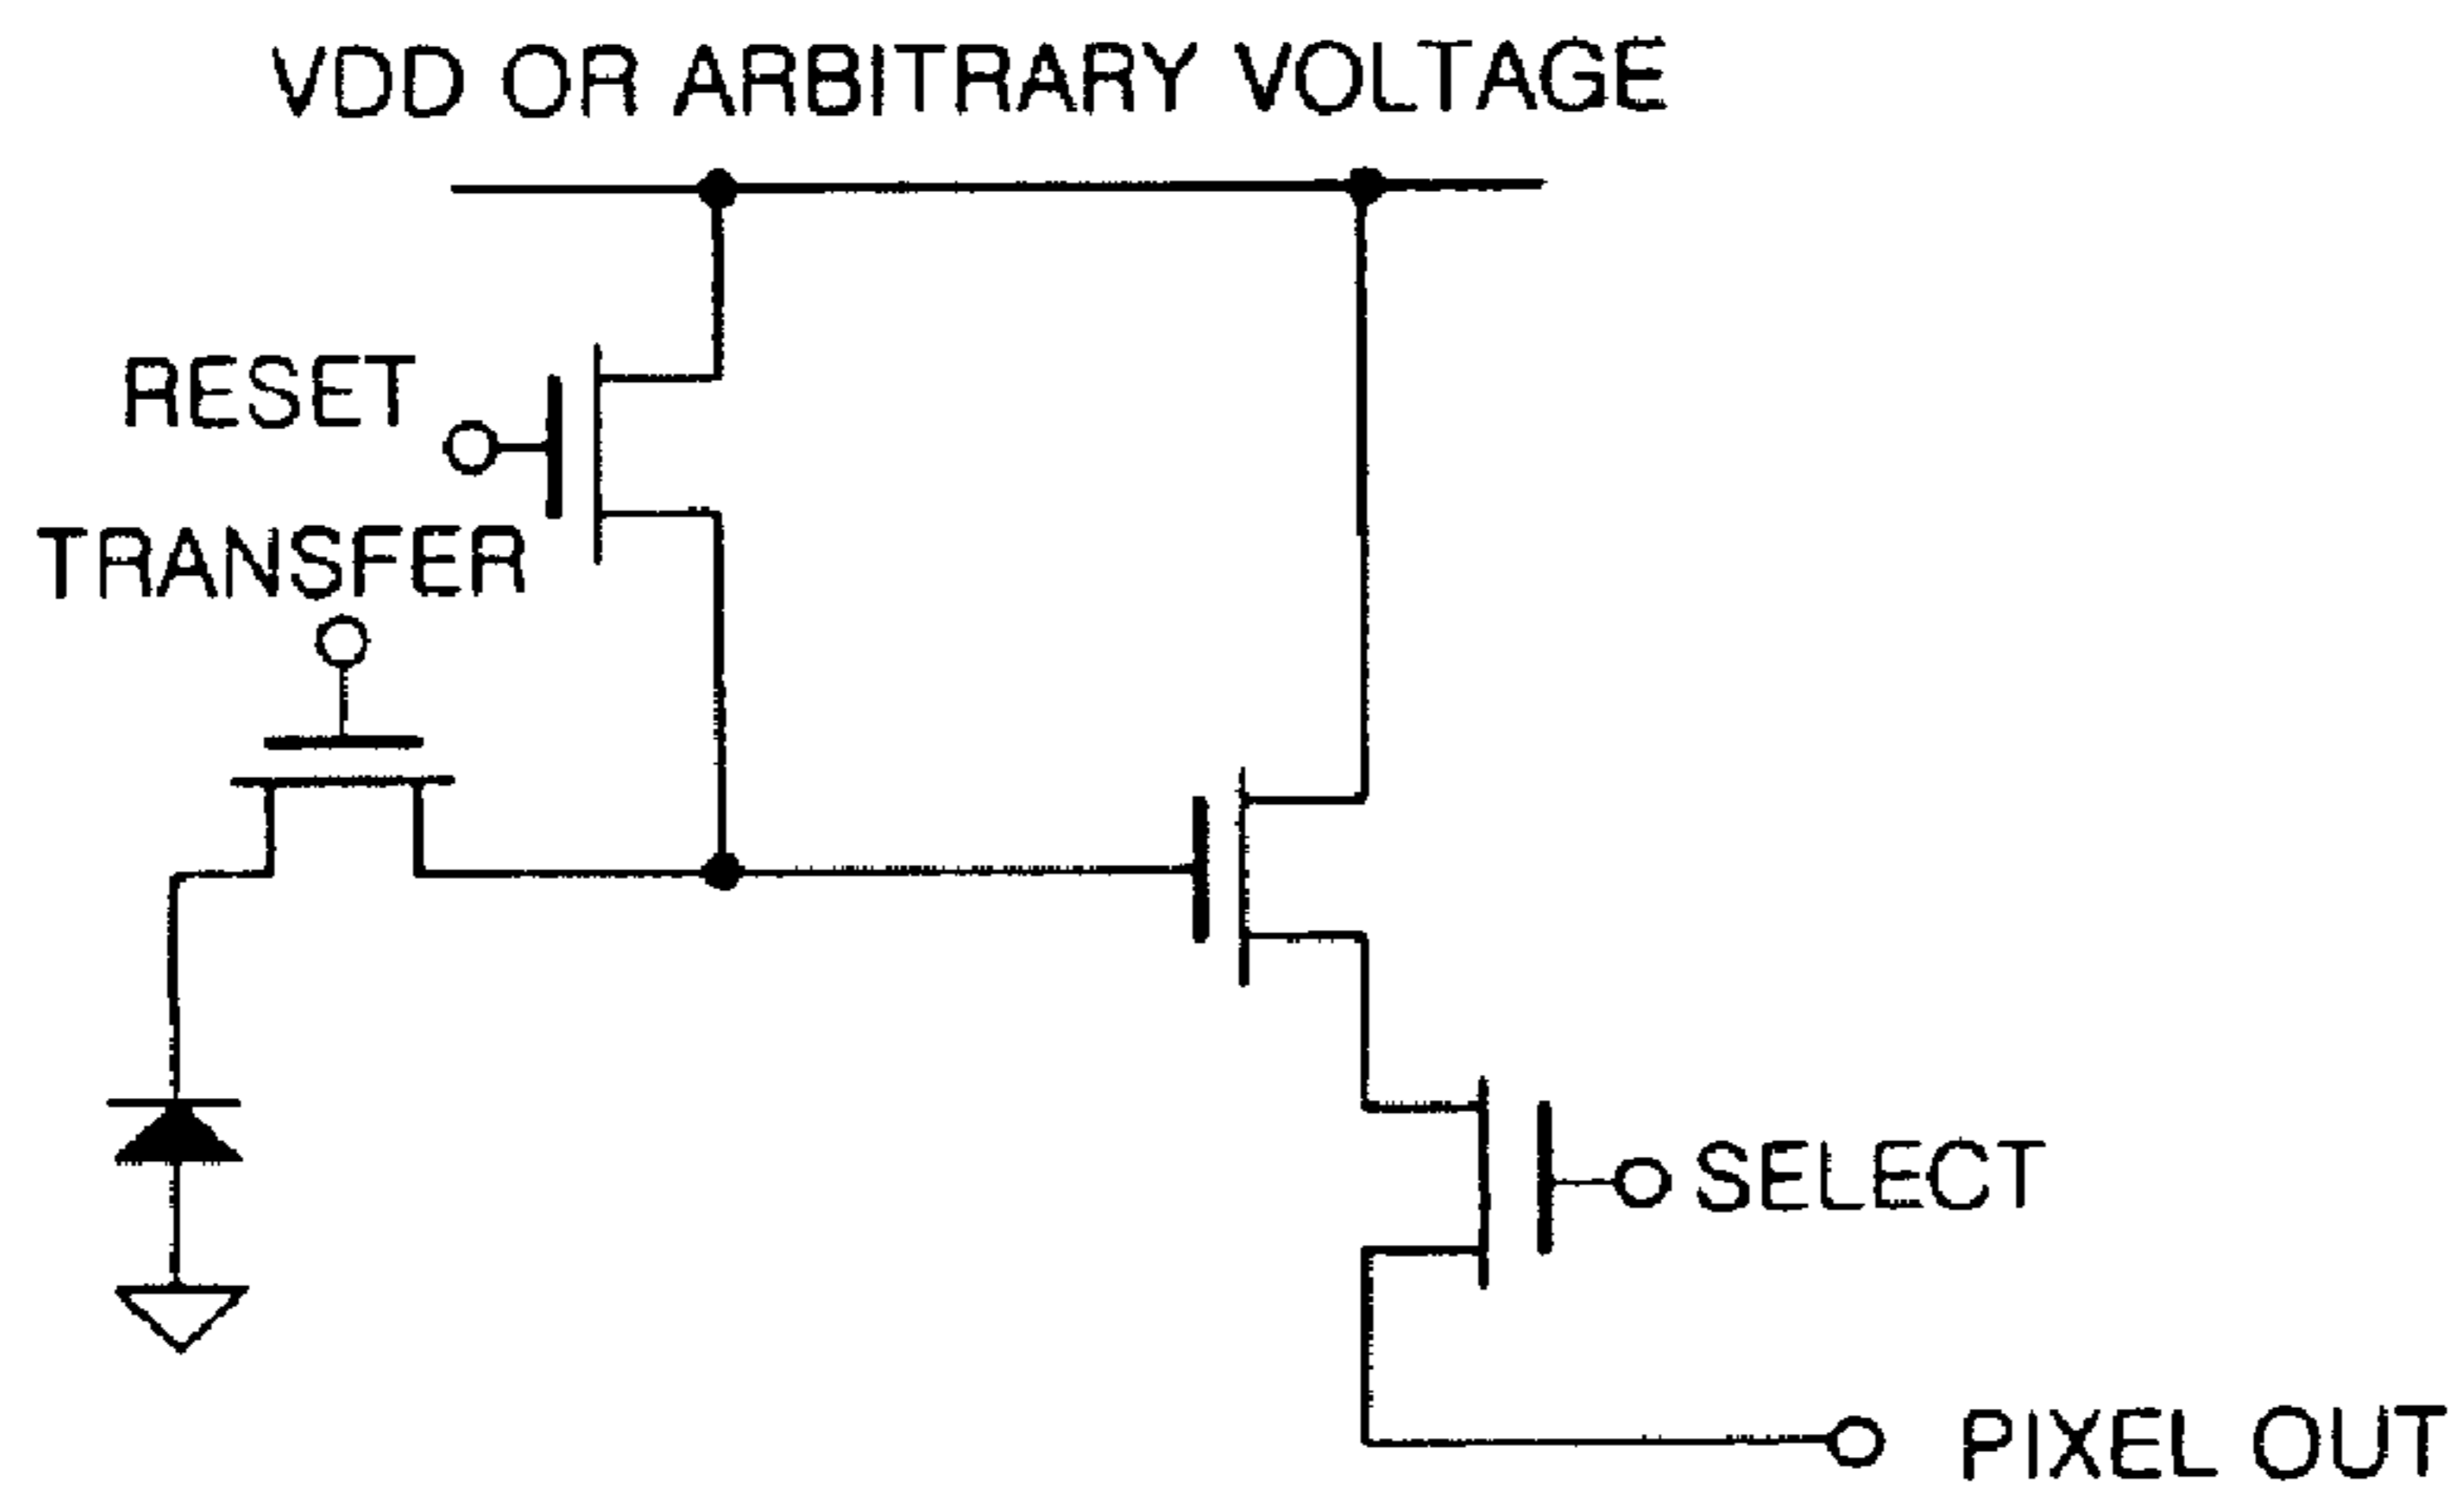 VDD OR ARBITRARY VOLTAGE
RESET
TRANSFER
SELECT
PIXEL OUT